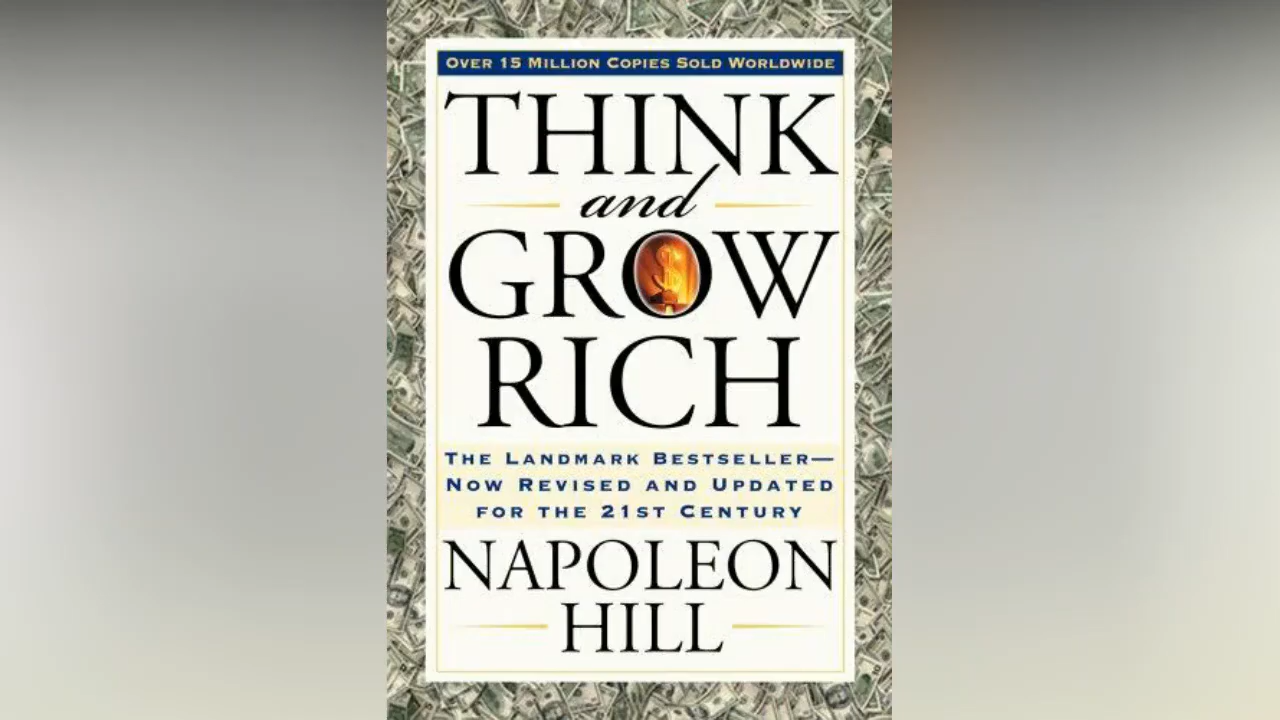 OVER 15 MILLION COPIES SOLD WORLDWIDE
THINK
and
GROW
RICH
THE LANDMARK BESTSELLER—
NOW REVISED AND UPDATED
FOR THE 21ST CENTURY
NAPOLEON
HILL